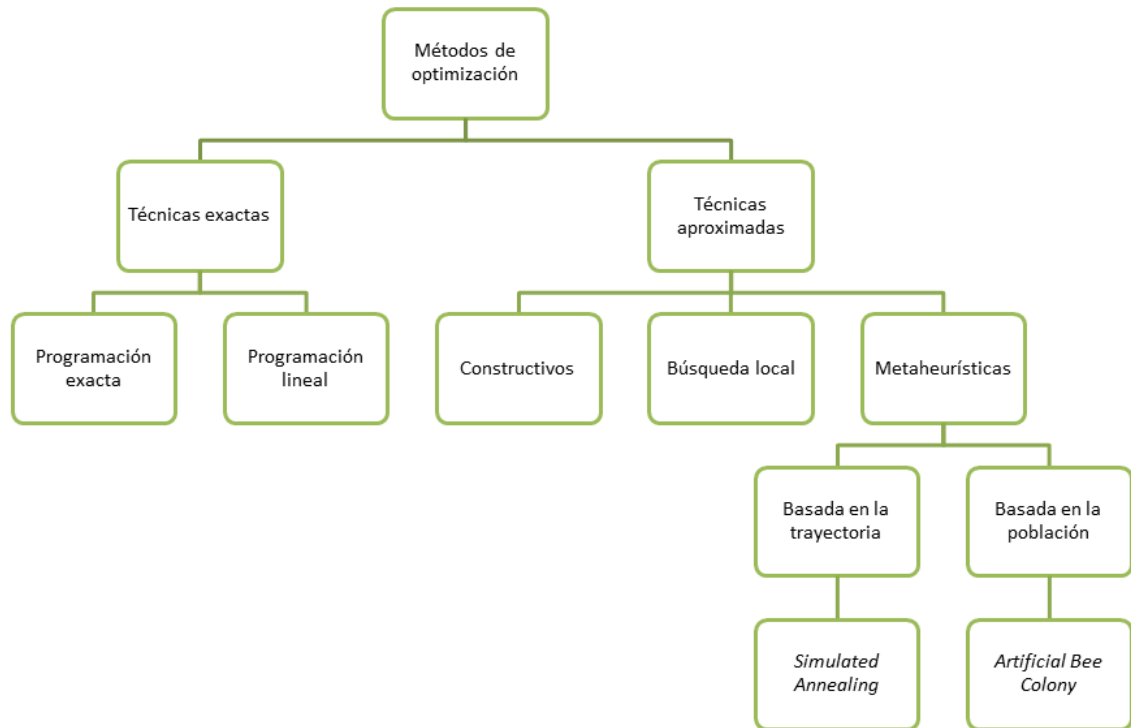 Métodos de
optimización
Técnicas exactas
Técnicas
aproximadas
Programación
exacta
Programación
lineal
Constructivos
Búsqueda local
Metaheurísticas
Basada en la
trayectoria
Basada en la
población
Simulated
Annealing
Artificial Bee
Colony